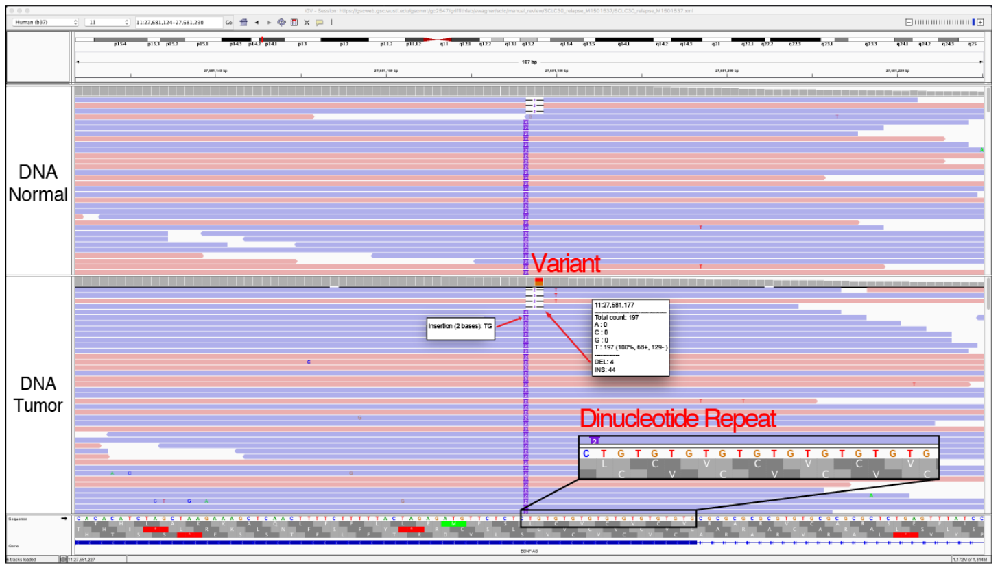 IGV - Session: https://gscweb.gsc.wustl.edu/gscmnt/gc2547/griffithlab/awagner/sclc/manual_review/SCLC30_relapse_M1501537/SCLC30_relapse_M1501537.xml
Human (b37) 11 11:27,681,124-27,681,230 Go
p15.4 p15.3 p15.2 p15.1 p14.3 p14.2 p14.1 p13 p12 p11.2 p11.12 q11 q12.1 q12.2 q13.1 q13.2 q13.4 q13.5 q14.1 q14.2 q14.3 q21 q22.1 q22.2 q22.3 q23.1 q23.3 q24.1 q24.2 q24.3 q25
107 bp
27,681,140 bp 27,681,160 bp 27,681,180 bp 27,681,200 bp 27,681,220 bp
DNA
Normal
Variant
Insertion (2 bases): TG
11:27,681,177
Total count: 197
A : 0
C : 0
G : 0
T : 197 (100%, 68+, 129- )
DEL: 4
INS: 44
DNA
Tumor
Dinucleotide Repeat
2
C T G T G T G T G T G T G T G T G T G T G
L C V C V C V
C V C V C V C
Sequence
Gene
BDNF-AS
6 tracks loaded 11:27,681,227 1,172M of 1,314M